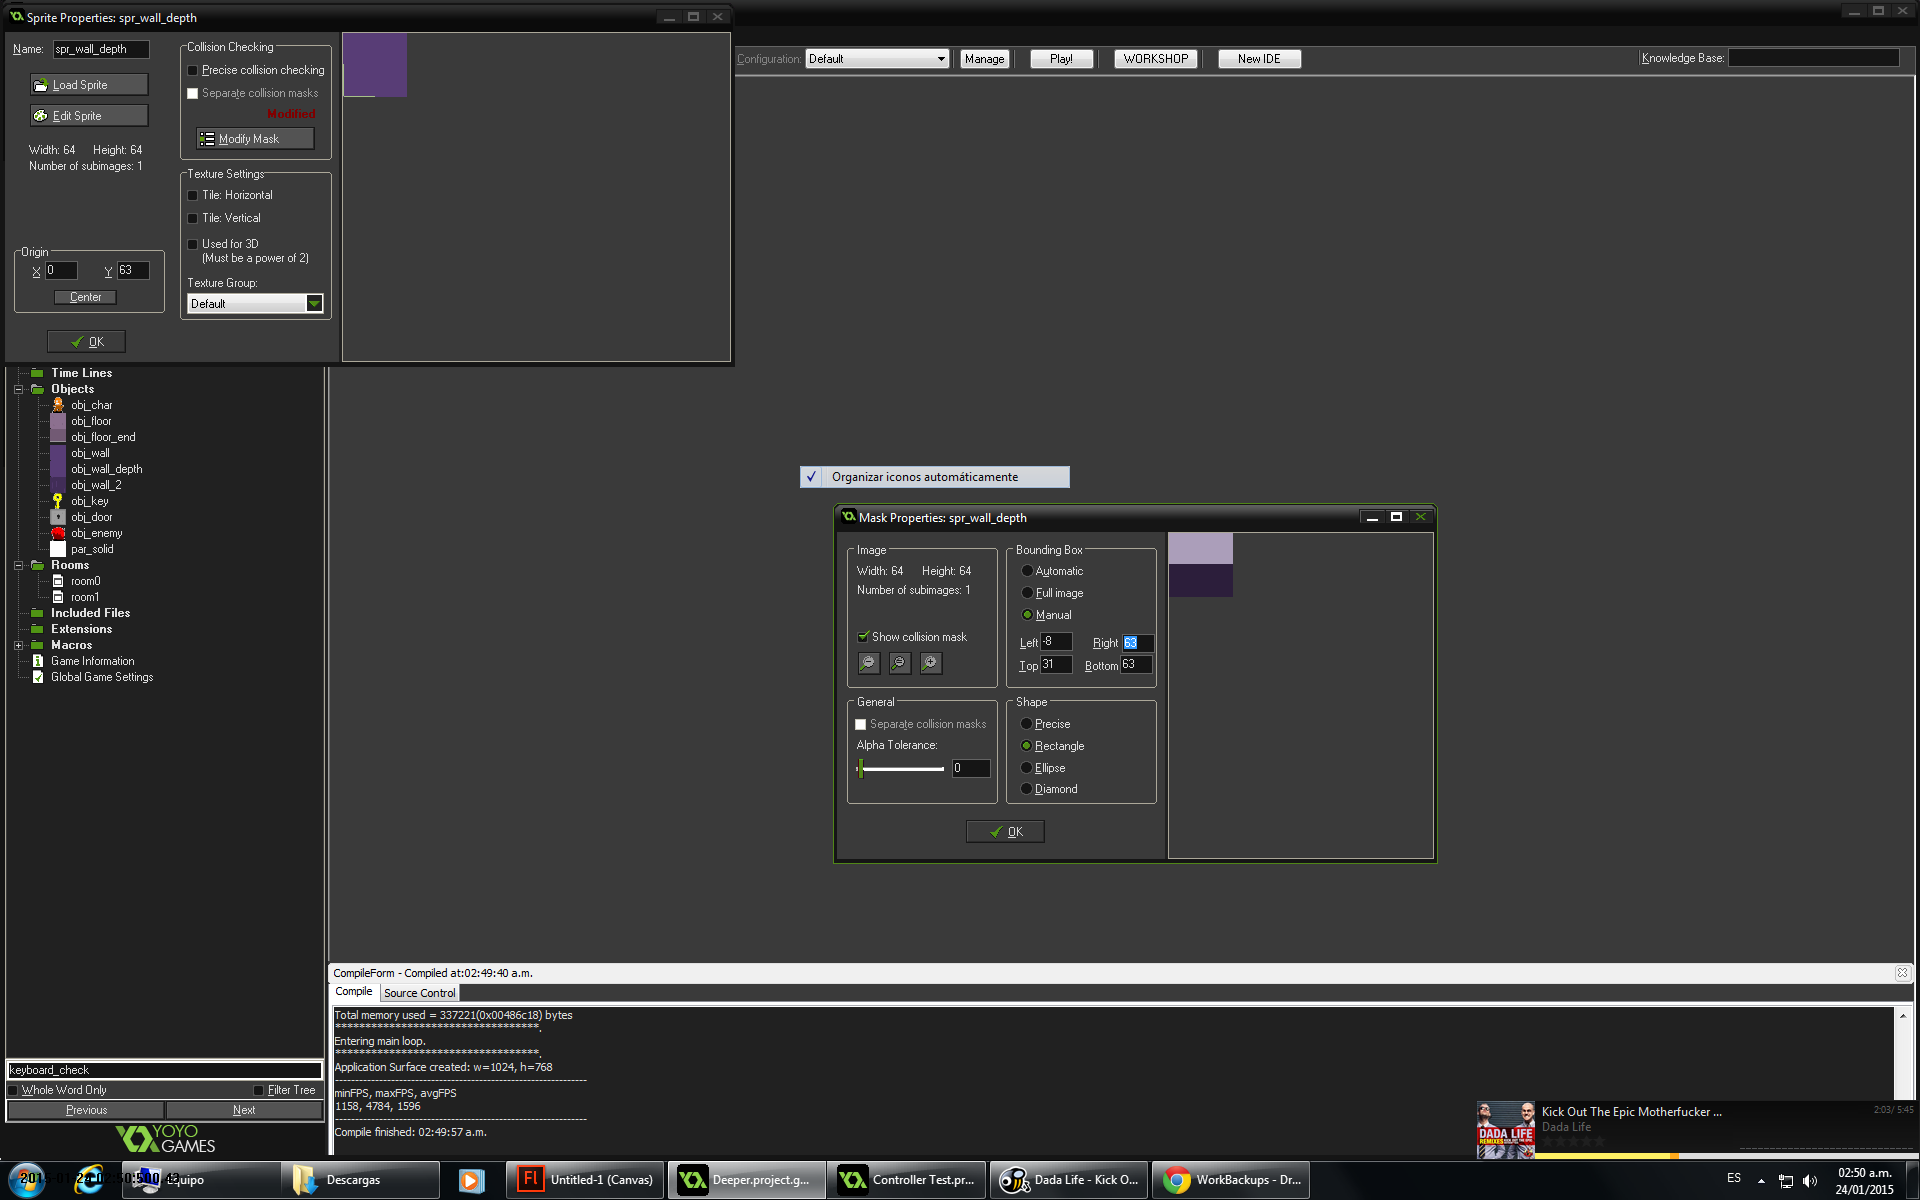 Sprite Properties: spr_wall_depth
Name: spr_wall_depth
Load Sprite
Edit Sprite
Width: 64 Height: 64
Number of subimages: 1
Origin
X 0 Y 63
Center
OK
Collision Checking
Precise collision checking
Separate collision masks
Modified
Modify Mask
Texture Settings
Tile: Horizontal
Tile: Vertical
Used for 3D
(Must be a power of 2)
Texture Group:
Default
Configuration: Default Manage Play! WORKSHOP New IDE Knowledge Base:
Time Lines
Objects
obj_char
obj_floor
obj_floor_end
obj_wall
obj_wall_depth
obj_wall_2
obj_key
obj_door
obj_enemy
par_solid
Rooms
room0
room1
Included Files
Extensions
Macros
Game Information
Global Game Settings
Organizar iconos automáticamente
Mask Properties: spr_wall_depth
Image
Width: 64 Height: 64
Number of subimages: 1
Show collision mask
Bounding Box
Automatic
Full image
Manual
Left -8 Right 63
Top 31 Bottom 63
General
Separate collision masks
Alpha Tolerance:
0
Shape
Precise
Rectangle
Ellipse
Diamond
OK
CompileForm - Compiled at:02:49:40 a.m.
Compile Source Control
Total memory used = 337221(0x00486c18) bytes
**********************************.
Entering main loop.
**********************************.
Application Surface created: w=1024, h=768
minFPS, maxFPS, avgFPS
1158, 4784, 1596
Compile finished: 02:49:57 a.m.
keyboard_check
Whole Word Only Filter Tree
Previous Next
YOYO
GAMES
DADA LIFE
REMIXES
Kick Out The Epic Motherfucker ...
2:03/ 5:45
Dada Life
Equipo
Descargas
Untitled-1 (Canvas)
Deeper.project.g...
Controller Test.pr...
Dada Life - Kick O...
WorkBackups - Dr...
ES
02:50 a.m.
24/01/2015